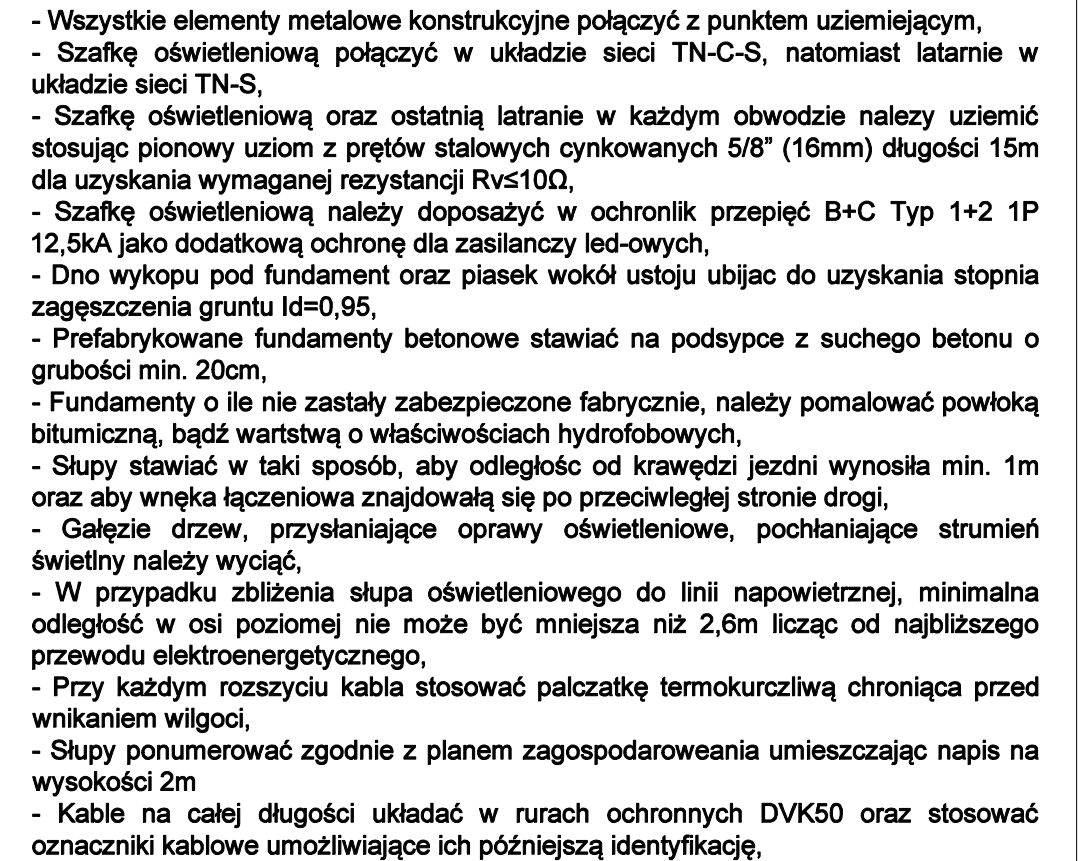 - Wszystkie elementy metalowe konstrukcyjne połączyć z punktem uziemiejącym,
- Szafkę oświetleniową połączyć w układzie sieci TN-C-S, natomiast latarnie w
układzie sieci TN-S,
- Szafkę oświetleniową oraz ostatnią latranie w każdym obwodzie nalezy uziemić
stosując pionowy uziom z prętów stalowych cynkowanych 5/8” (16mm) długości 15m
dla uzyskania wymaganej rezystancji Rv≤10Ω,
- Szafkę oświetleniową należy doposażyć w ochronlik przepięć B+C Typ 1+2 1P
12,5kA jako dodatkową ochronę dla zasilanczy led-owych,
- Dno wykopu pod fundament oraz piasek wokół ustoju ubijac do uzyskania stopnia
zagęszczenia gruntu Id=0,95,
- Prefabrykowane fundamenty betonowe stawiać na podsypce z suchego betonu o
grubości min. 20cm,
- Fundamenty o ile nie zastały zabezpieczone fabrycznie, należy pomalować powłoką
bitumiczną, bądź wartstwą o właściwościach hydrofobowych,
- Słupy stawiać w taki sposób, aby odległośc od krawędzi jezdni wynosiła min. 1m
oraz aby wnęka łączeniowa znajdowałą się po przeciwległej stronie drogi,
- Gałęzie drzew, przysłaniające oprawy oświetleniowe, pochłaniające strumień
świetlny należy wyciąć,
- W przypadku zbliżenia słupa oświetleniowego do linii napowietrznej, minimalna
odległość w osi poziomej nie może być mniejsza niż 2,6m licząc od najbliższego
przewodu elektroenergetycznego,
- Przy każdym rozszyciu kabla stosować palczatkę termokurczliwą chroniąca przed
wnikaniem wilgoci,
- Słupy ponumerować zgodnie z planem zagospodaroweania umieszczając napis na
wysokości 2m
- Kable na całej długości układać w rurach ochronnych DVK50 oraz stosować
oznaczniki kablowe umożliwiające ich późniejszą identyfikację,